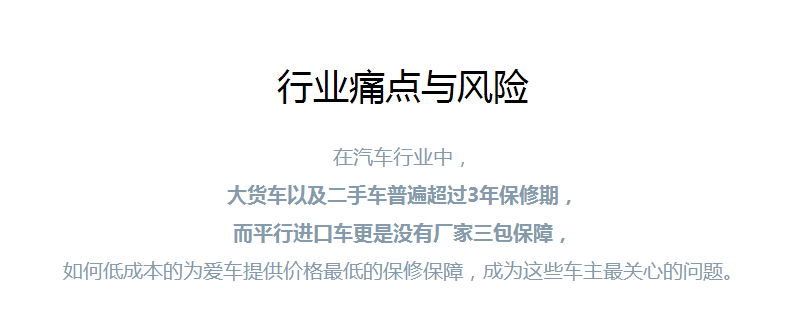 行业痛点与风险
在汽车行业中，
大货车以及二手车普遍超过3年保修期，
而平行进口车更是没有厂家三包保障，
如何低成本的为爱车提供价格最低的保修保障，成为这些车主最关心的问题。